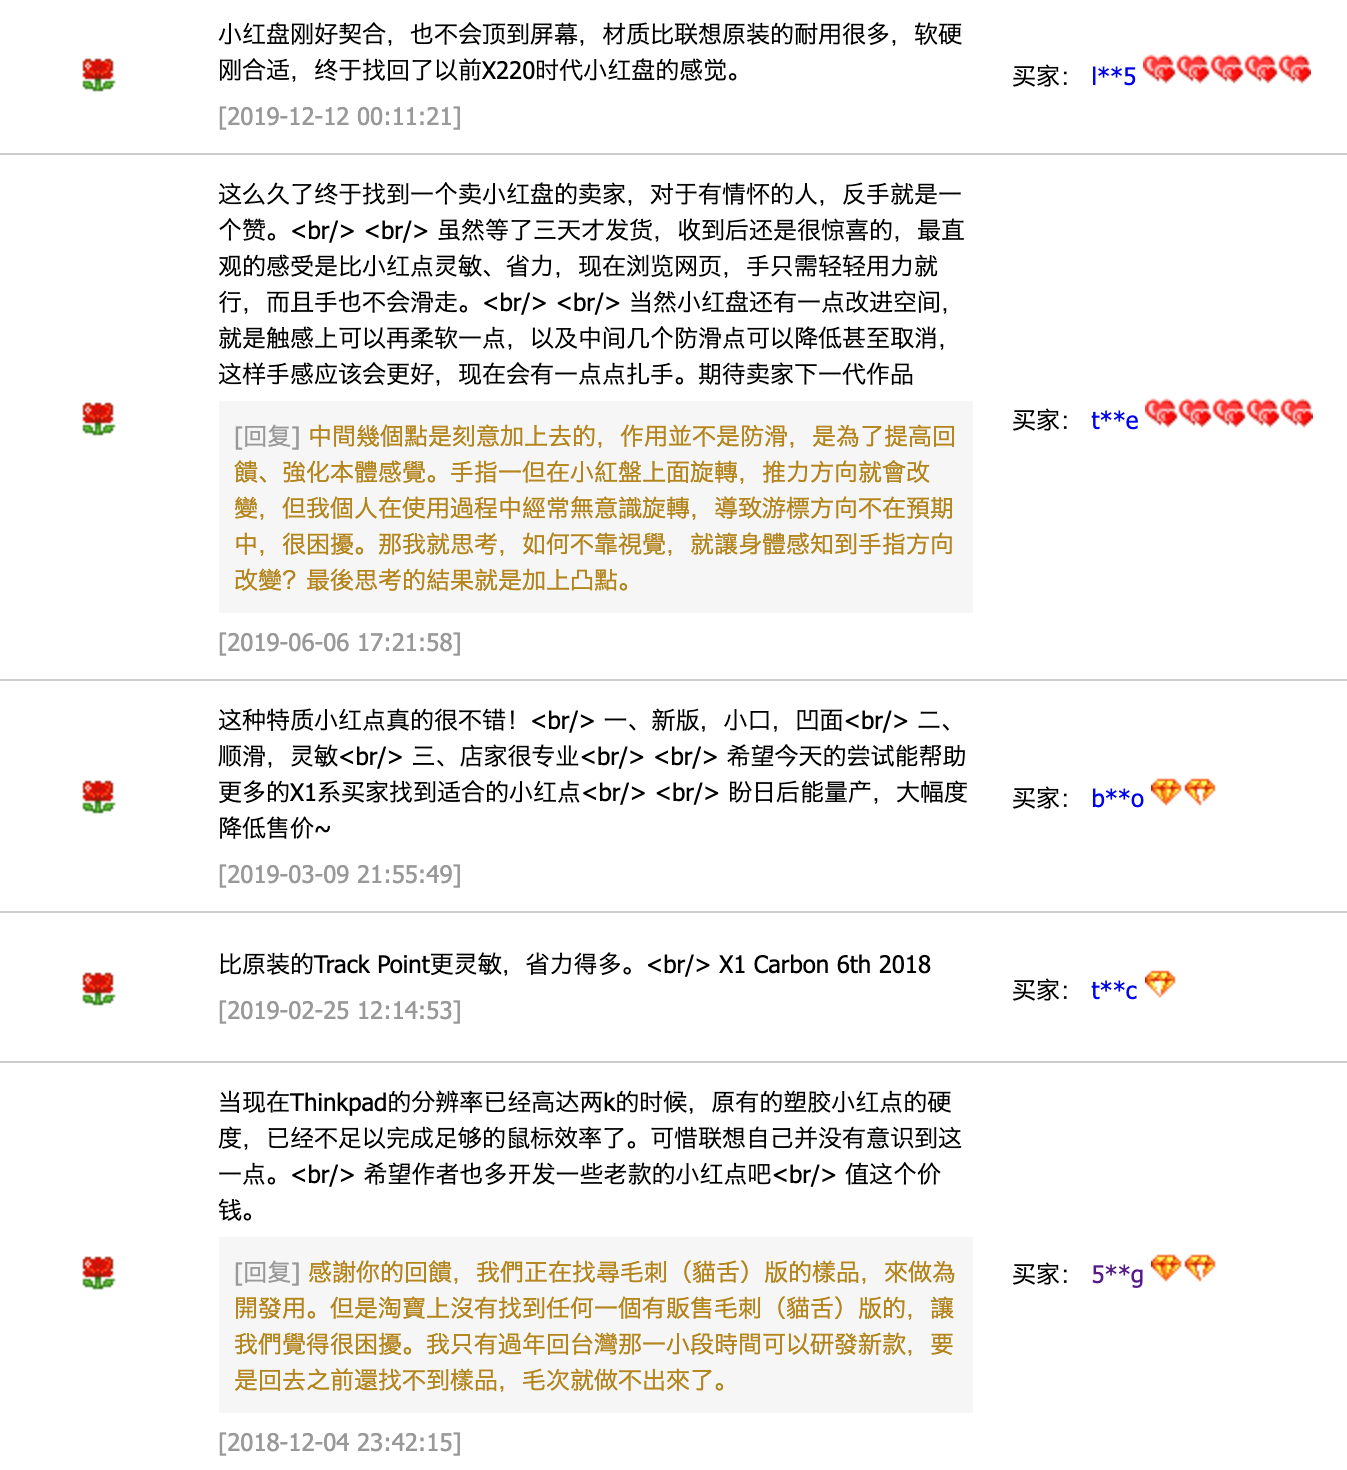 小红盘刚好契合，也不会顶到屏幕，材质比联想原装的耐用很多，软硬
刚合适，终于找回了以前X220时代小红盘的感觉。
[2019-12-12 00:11:21]
买家： l**5
这么久了终于找到一个卖小红盘的卖家，对于有情怀的人，反手就是一
个赞。<br/> <br/> 虽然等了三天才发货，收到后还是很惊喜的，最直
观的感受是比小红点灵敏、省力，现在浏览网页，手只需轻轻用力就
行，而且手也不会滑走。<br/> <br/> 当然小红盘还有一点改进空间，
就是触感上可以再柔软一点，以及中间几个防滑点可以降低甚至取消，
这样手感应该会更好，现在会有一点点扎手。期待卖家下一代作品
[回复] 中間幾個點是刻意加上去的，作用並不是防滑，是為了提高回
饋、強化本體感覺。手指一但在小紅盤上面旋轉，推力方向就會改
變，但我個人在使用過程中經常無意識旋轉，導致游標方向不在預期
中，很困擾。那我就思考，如何不靠視覺，就讓身體感知到手指方向
改變？最後思考的結果就是加上凸點。
[2019-06-06 17:21:58]
买家： t**e
这种特质小红点真的很不错！<br/> 一、新版，小口，凹面<br/> 二、
顺滑，灵敏<br/> 三、店家很专业<br/> <br/> 希望今天的尝试能帮助
更多的X1系买家找到适合的小红点<br/> <br/> 盼日后能量产，大幅度
降低售价~
[2019-03-09 21:55:49]
买家： b**o
比原装的Track Point更灵敏，省力得多。<br/> X1 Carbon 6th 2018
[2019-02-25 12:14:53]
买家： t**c
当现在Thinkpad的分辨率已经高达两k的时候，原有的塑胶小红点的硬
度，已经不足以完成足够的鼠标效率了。可惜联想自己并没有意识到这
一点。<br/> 希望作者也多开发一些老款的小红点吧<br/> 值这个价
钱。
[回复] 感謝你的回饋，我們正在找尋毛刺（貓舌）版的樣品，來做為
開發用。但是淘寶上沒有找到任何一個有販售毛刺（貓舌）版的，讓
我們覺得很困擾。我只有過年回台灣那一小段時間可以研發新款，要
是回去之前還找不到樣品，毛次就做不出來了。
[2018-12-04 23:42:15]
买家： 5**g